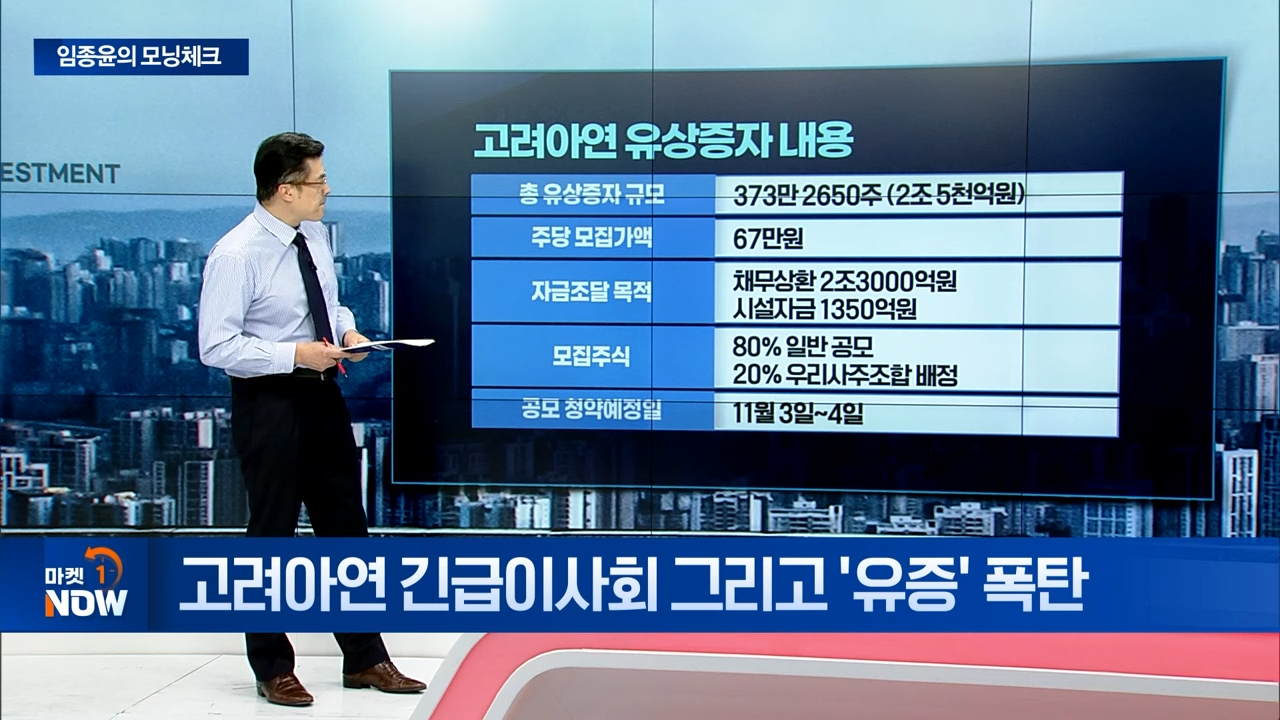 임종윤의 모닝체크
ESTMENT
고려아연 유상증자 내용
총 유상증자 규모 373만 2650주 (2조 5천억원)
주당 모집가액 67만원
자금조달 목적 채무상환 2조3000억원
시설자금 1350억원
모집주식 80% 일반 공모
20% 우리사주조합 배정
공모 청약예정일 11월 3일~4일
마켓 1
NOW
고려아연 긴급이사회 그리고 '유증' 폭탄